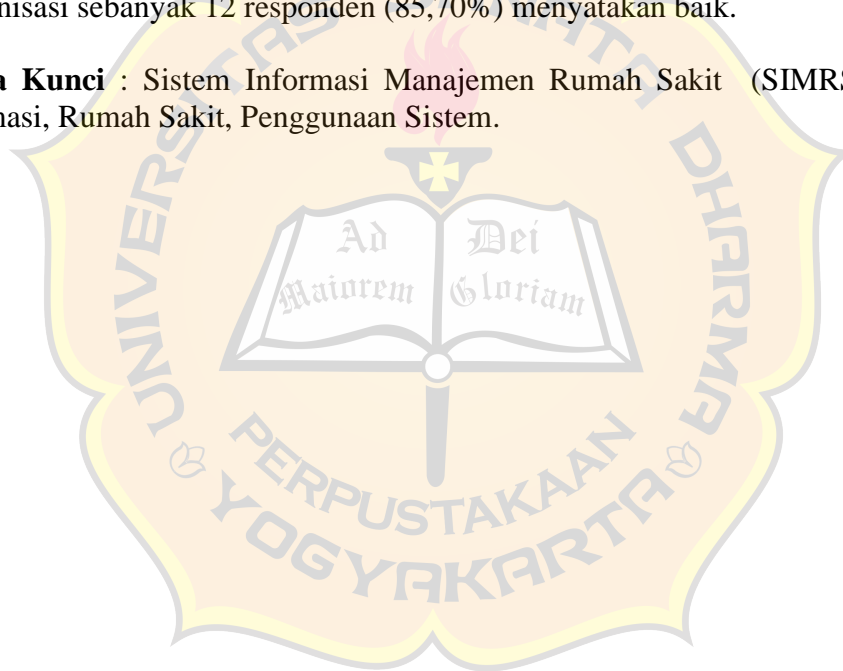 nisasi sebanyak 12 responden (85,70%) menyatakan baik.
a Kunci : Sistem Informasi Manajemen Rumah Sakit (SIMRS
nasi, Rumah Sakit, Penggunaan Sistem.
DHARMA
UNIVERSITAS
Ad Dei
Maiorem Gloriam
PERPUSTAKAAN
YOGYAKARTA